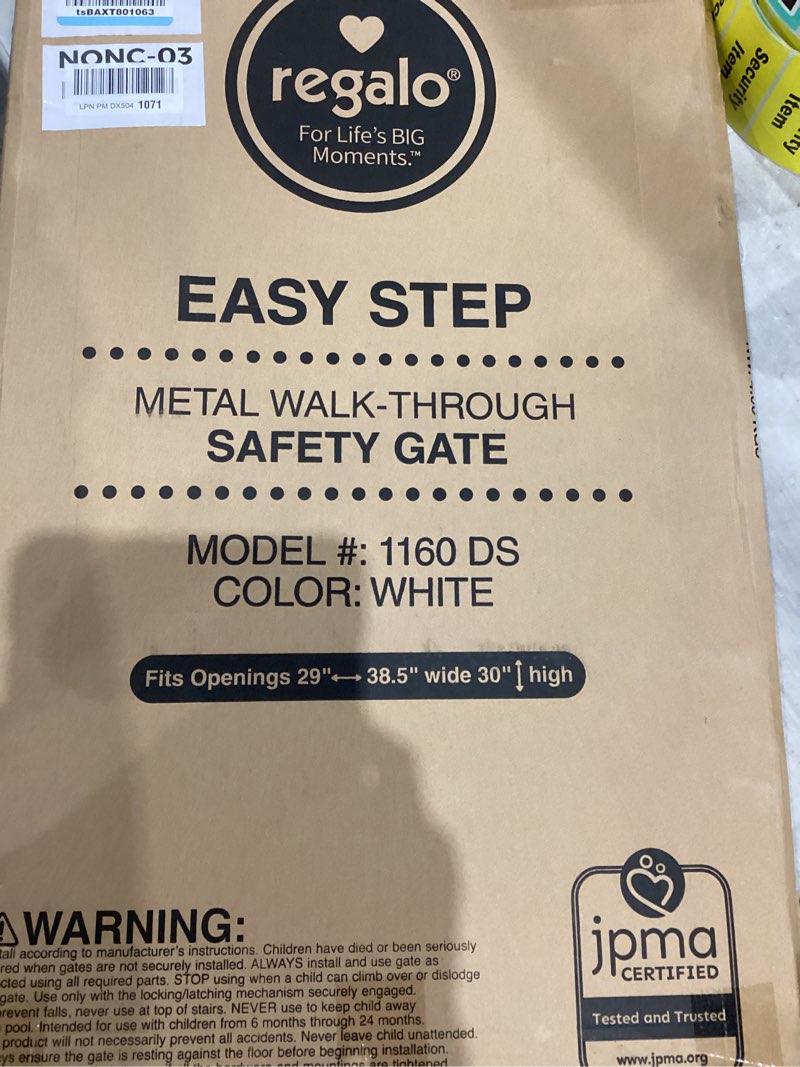 tsBAXT801063
NONC-03
LPN PM DX504 1071
regalo®
For Life's BIG
Moments.™
EASY STEP
METAL WALK-THROUGH
SAFETY GATE
MODEL #: 1160 DS
COLOR: WHITE
Fits Openings 29"↔ 38.5" wide 30"↕ high
WARNING:
tall according to manufacturer's instructions. Children have died or been seriously
red when gates are not securely installed. ALWAYS install and use gate as
cted using all required parts. STOP using when a child can climb over or dislodge
gate. Use only with the locking/latching mechanism securely engaged.
revent falls, never use at top of stairs. NEVER use to keep child away
pool. Intended for use with children from 6 months through 24 months.
product will not necessarily prevent all accidents. Never leave child unattended.
ys ensure the gate is resting against the floor before beginning installation.
the hardware and mountings are tightened
jpma
CERTIFIED
Tested and Trusted
www.jpma.org
Security
Item
Item